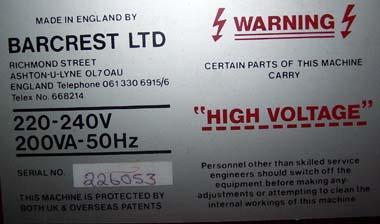 MADE IN ENGLAND BY
BARCREST LTD
RICHMOND STREET
ASHTON-U-LYNE OL7 0AU
ENGLAND Telephone 061 330 6915/6
Telex No. 668214
220-240V
200VA-50Hz
SERIAL NO. 226053
THIS MACHINE IS PROTECTED BY
BOTH UK & OVERSEAS PATENTS
WARNING
CERTAIN PARTS OF THIS MACHINE
CARRY
"HIGH VOLTAGE"
Personnel other than skilled service
engineers should switch off the
equipment before making any
adjustments or attempting to clean the
internal workings of this machine